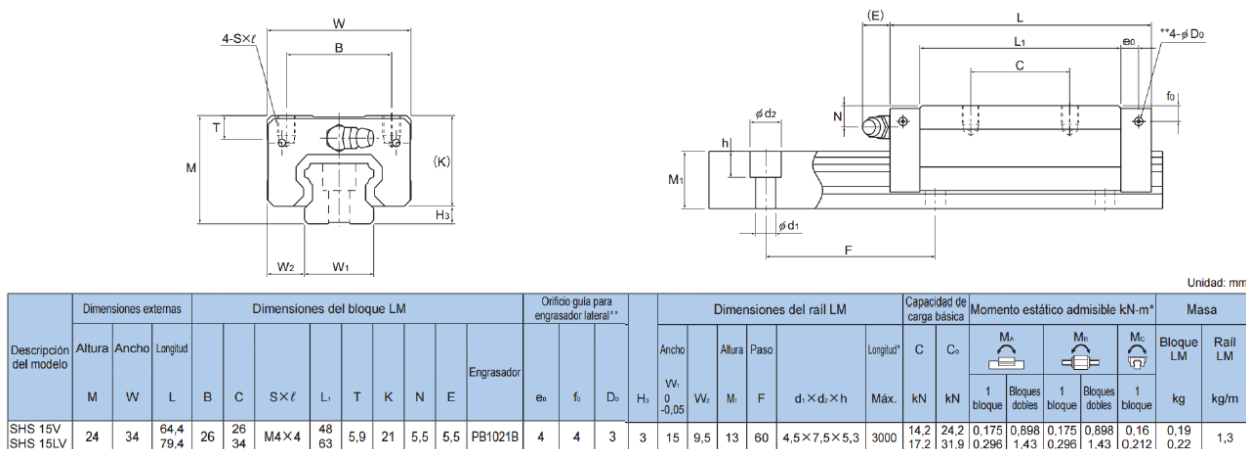 W
4-S×ℓ
B
T
M
(K)
H₃
W₂
W₁
(E)
L
L₁
e₀
**4-φD₀
C
f₀
N
φd₂
h
M₁
φd₁
F
Unidad: mm
Descripción del modelo
Dimensiones externas
Dimensiones del bloque LM
Orificio guía para engrasador lateral**
Dimensiones del raíl LM
Capacidad de carga básica
Momento estático admisible kN-m*
Masa
Altura Ancho Longitud
Engrasador
Ancho Altura Paso Longitud*
M_A M_B M_C
Bloque LM Raíl LM
M W L B C S×ℓ L₁ T K N E e₀ f₀ D₀ H₃ W₁ 0 -0,05 W₂ M₁ F d₁×d₂×h Máx. C kN C₀ kN 1 bloque Bloques dobles 1 bloque Bloques dobles 1 bloque kg kg/m
SHS 15V 24 34 64,4 26 26 M4×4 48 5,9 21 5,5 5,5 PB1021B 4 4 3 3 15 9,5 13 60 4,5×7,5×5,3 3000 14,2 24,2 0,175 0,898 0,175 0,898 0,16 0,19 1,3
SHS 15LV 79,4 34 63 17,2 31,9 0,296 1,43 0,296 1,43 0,212 0,22